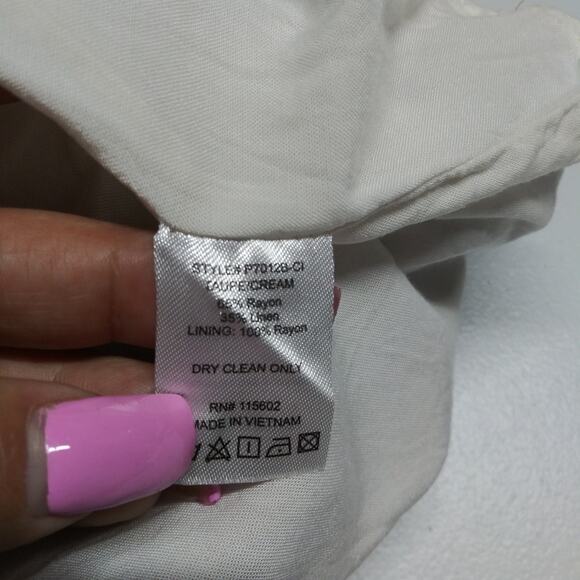 STYLE# P7012B-CI
TAUPE/CREAM
65% Rayon
35% Linen
LINING: 100% Rayon
DRY CLEAN ONLY
RN# 115602
MADE IN VIETNAM